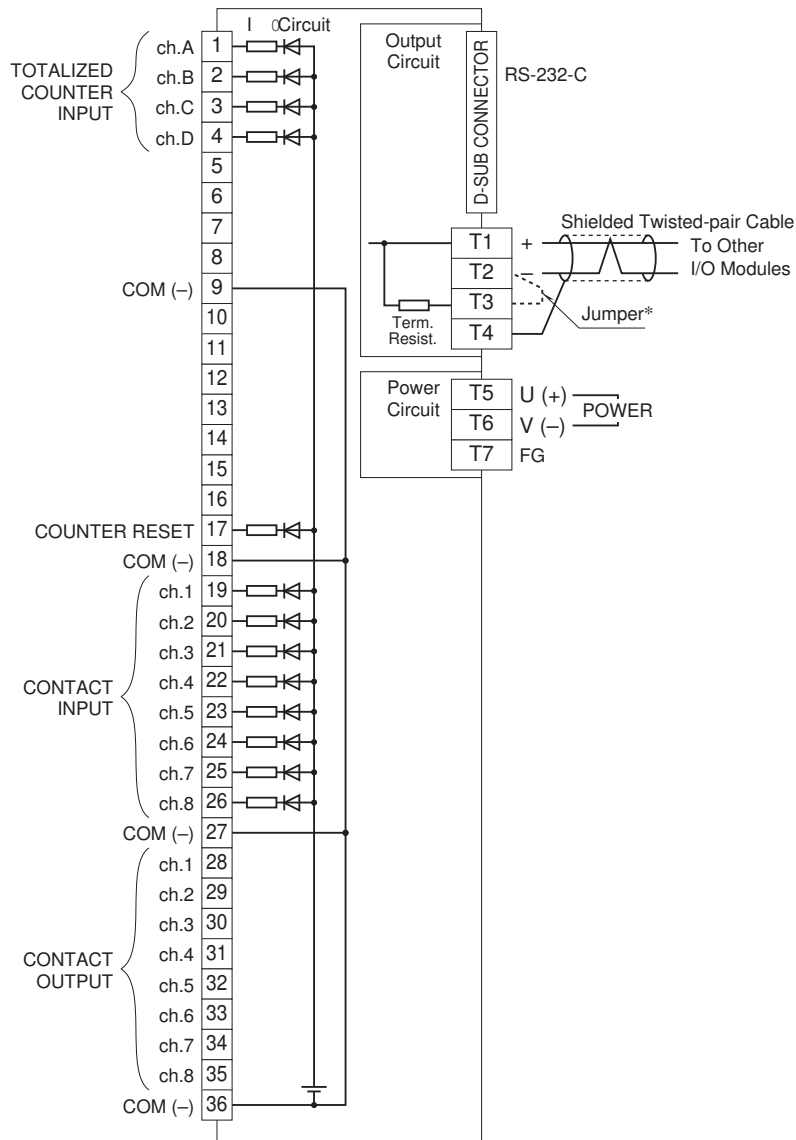 I 0Circuit
TOTALIZED
COUNTER
INPUT
ch.A 1
ch.B 2
ch.C 3
ch.D 4
5
6
7
8
COM (–) 9
10
11
12
13
14
15
16
COUNTER RESET 17
COM (–) 18
CONTACT
INPUT
ch.1 19
ch.2 20
ch.3 21
ch.4 22
ch.5 23
ch.6 24
ch.7 25
ch.8 26
COM (–) 27
CONTACT
OUTPUT
ch.1 28
ch.2 29
ch.3 30
ch.4 31
ch.5 32
ch.6 33
ch.7 34
ch.8 35
COM (–) 36
Output
Circuit
D-SUB CONNECTOR
RS-232-C
Shielded Twisted-pair Cable
T1 + To Other
T2 – I/O Modules
T3
T4
Term.
Resist.
Jumper*
Power
Circuit
T5 U (+)
POWER
T6 V (–)
T7 FG